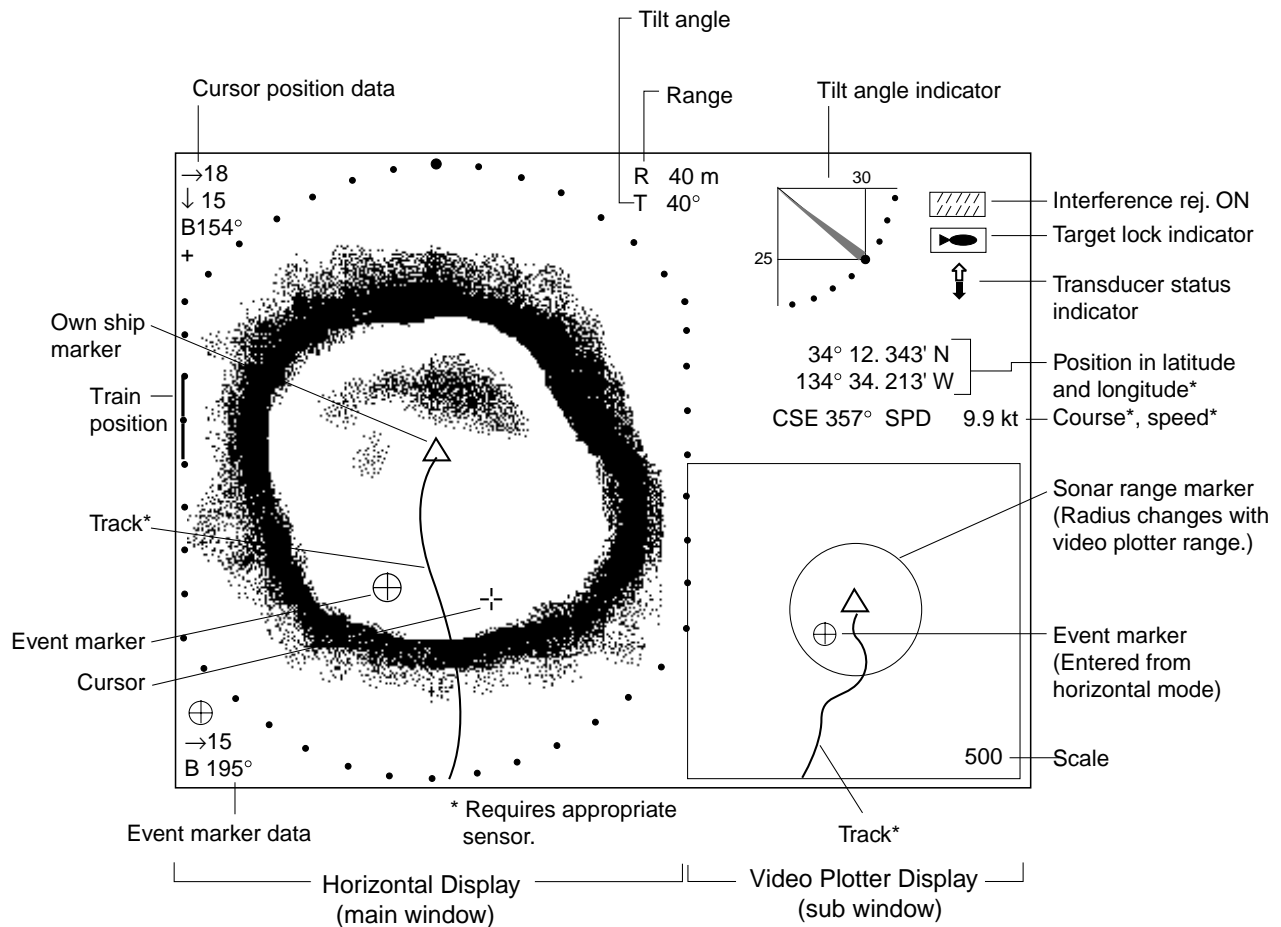 Tilt angle
Cursor position data
Range
Tilt angle indicator
→18
↓ 15
B154°
+
R 40 m
T 40°
30
25
Interference rej. ON
Target lock indicator
Transducer status
indicator
Own ship
marker
Train
position
34° 12. 343' N
134° 34. 213' W
Position in latitude
and longitude*
CSE 357° SPD 9.9 kt
Course*, speed*
Track*
Sonar range marker
(Radius changes with
video plotter range.)
Event marker
Cursor
Event marker
(Entered from
horizontal mode)
→15
B 195°
500
Scale
Event marker data
* Requires appropriate
sensor.
Track*
Horizontal Display
(main window)
Video Plotter Display
(sub window)